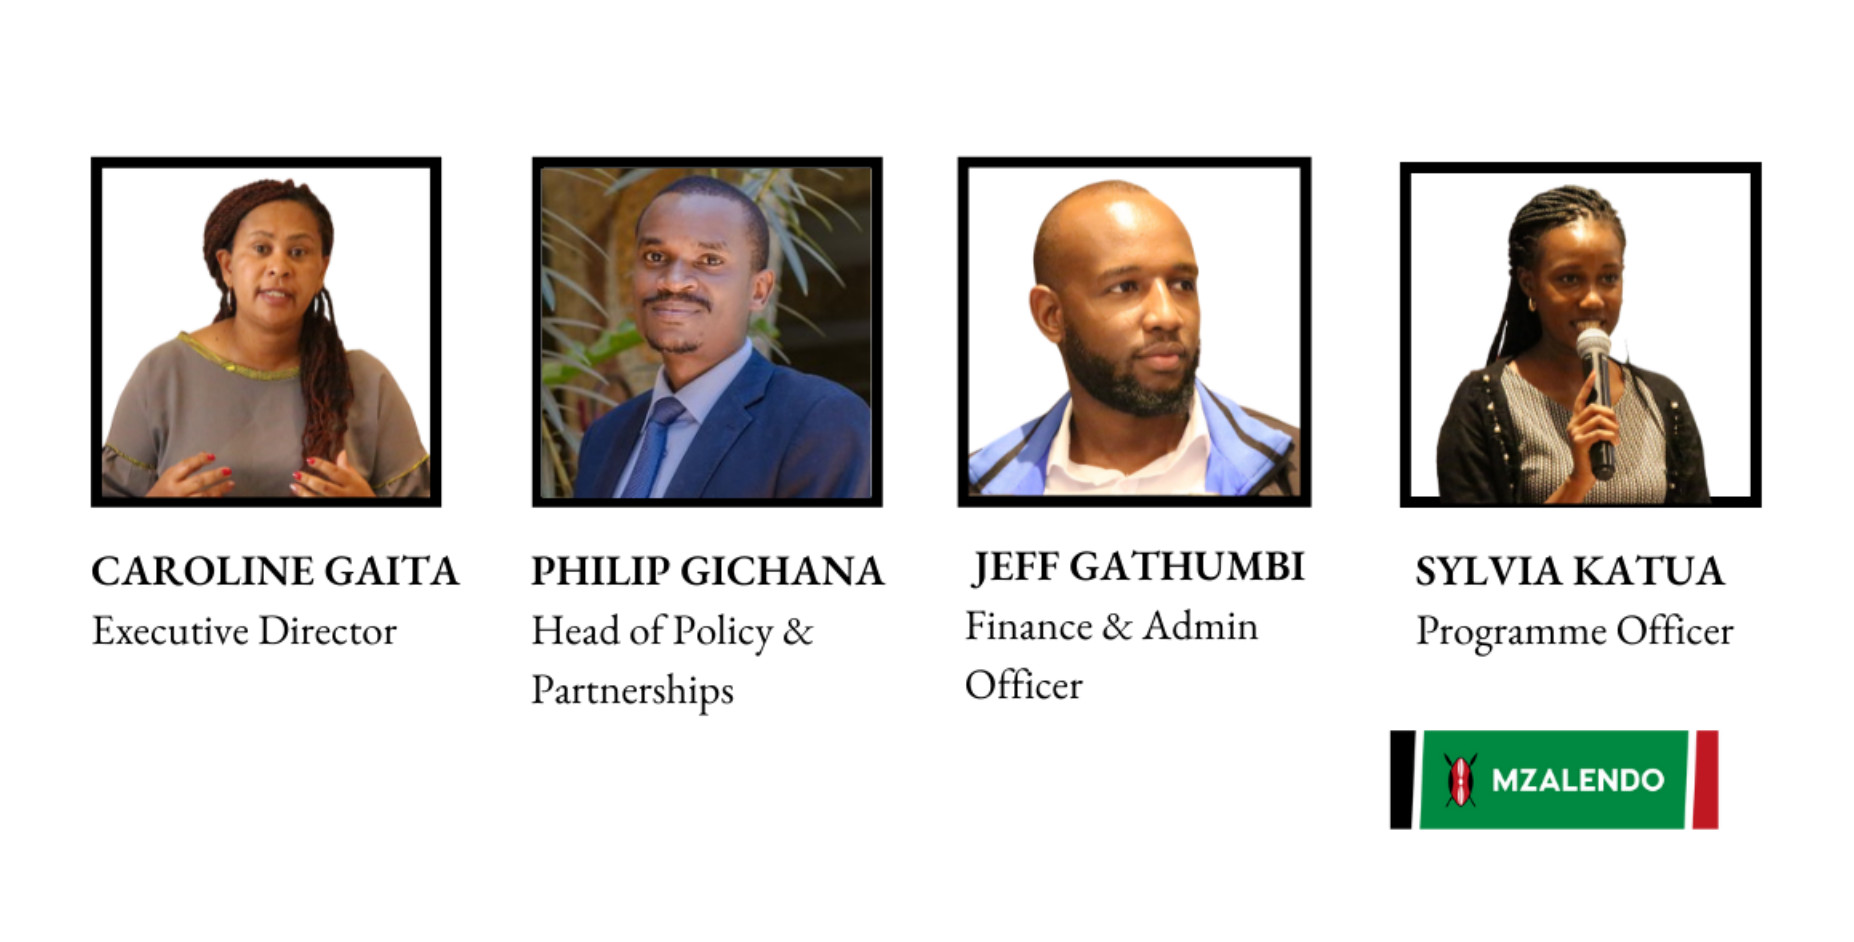 CAROLINE GAITA
Executive Director
PHILIP GICHANA
Head of Policy &
Partnerships
JEFF GATHUMBI
Finance & Admin
Officer
SYLVIA KATUA
Programme Officer
MZALENDO